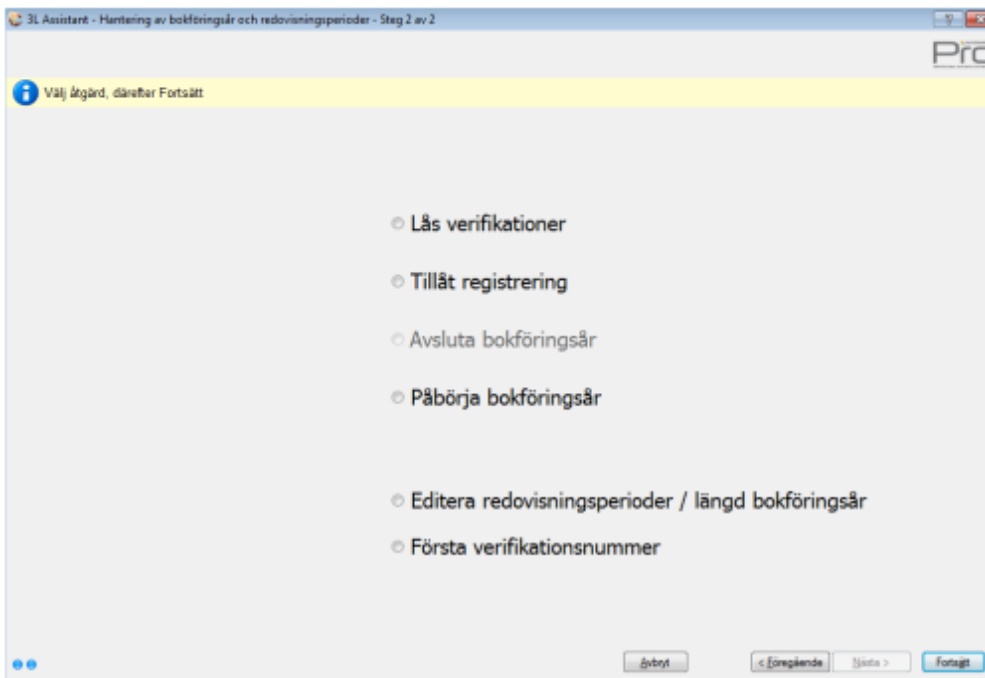 3L Assistant - Hantering av bokföringsår och redovisningsperioder - Steg 2 av 2
Pro
Välj åtgärd, därefter Fortsätt
Lås verifikationer
Tillåt registrering
Avsluta bokföringsår
Påbörja bokföringsår
Editera redovisningsperioder / längd bokföringsår
Första verifikationsnummer
Avbryt
< Föregående
Nästa >
Fortsätt